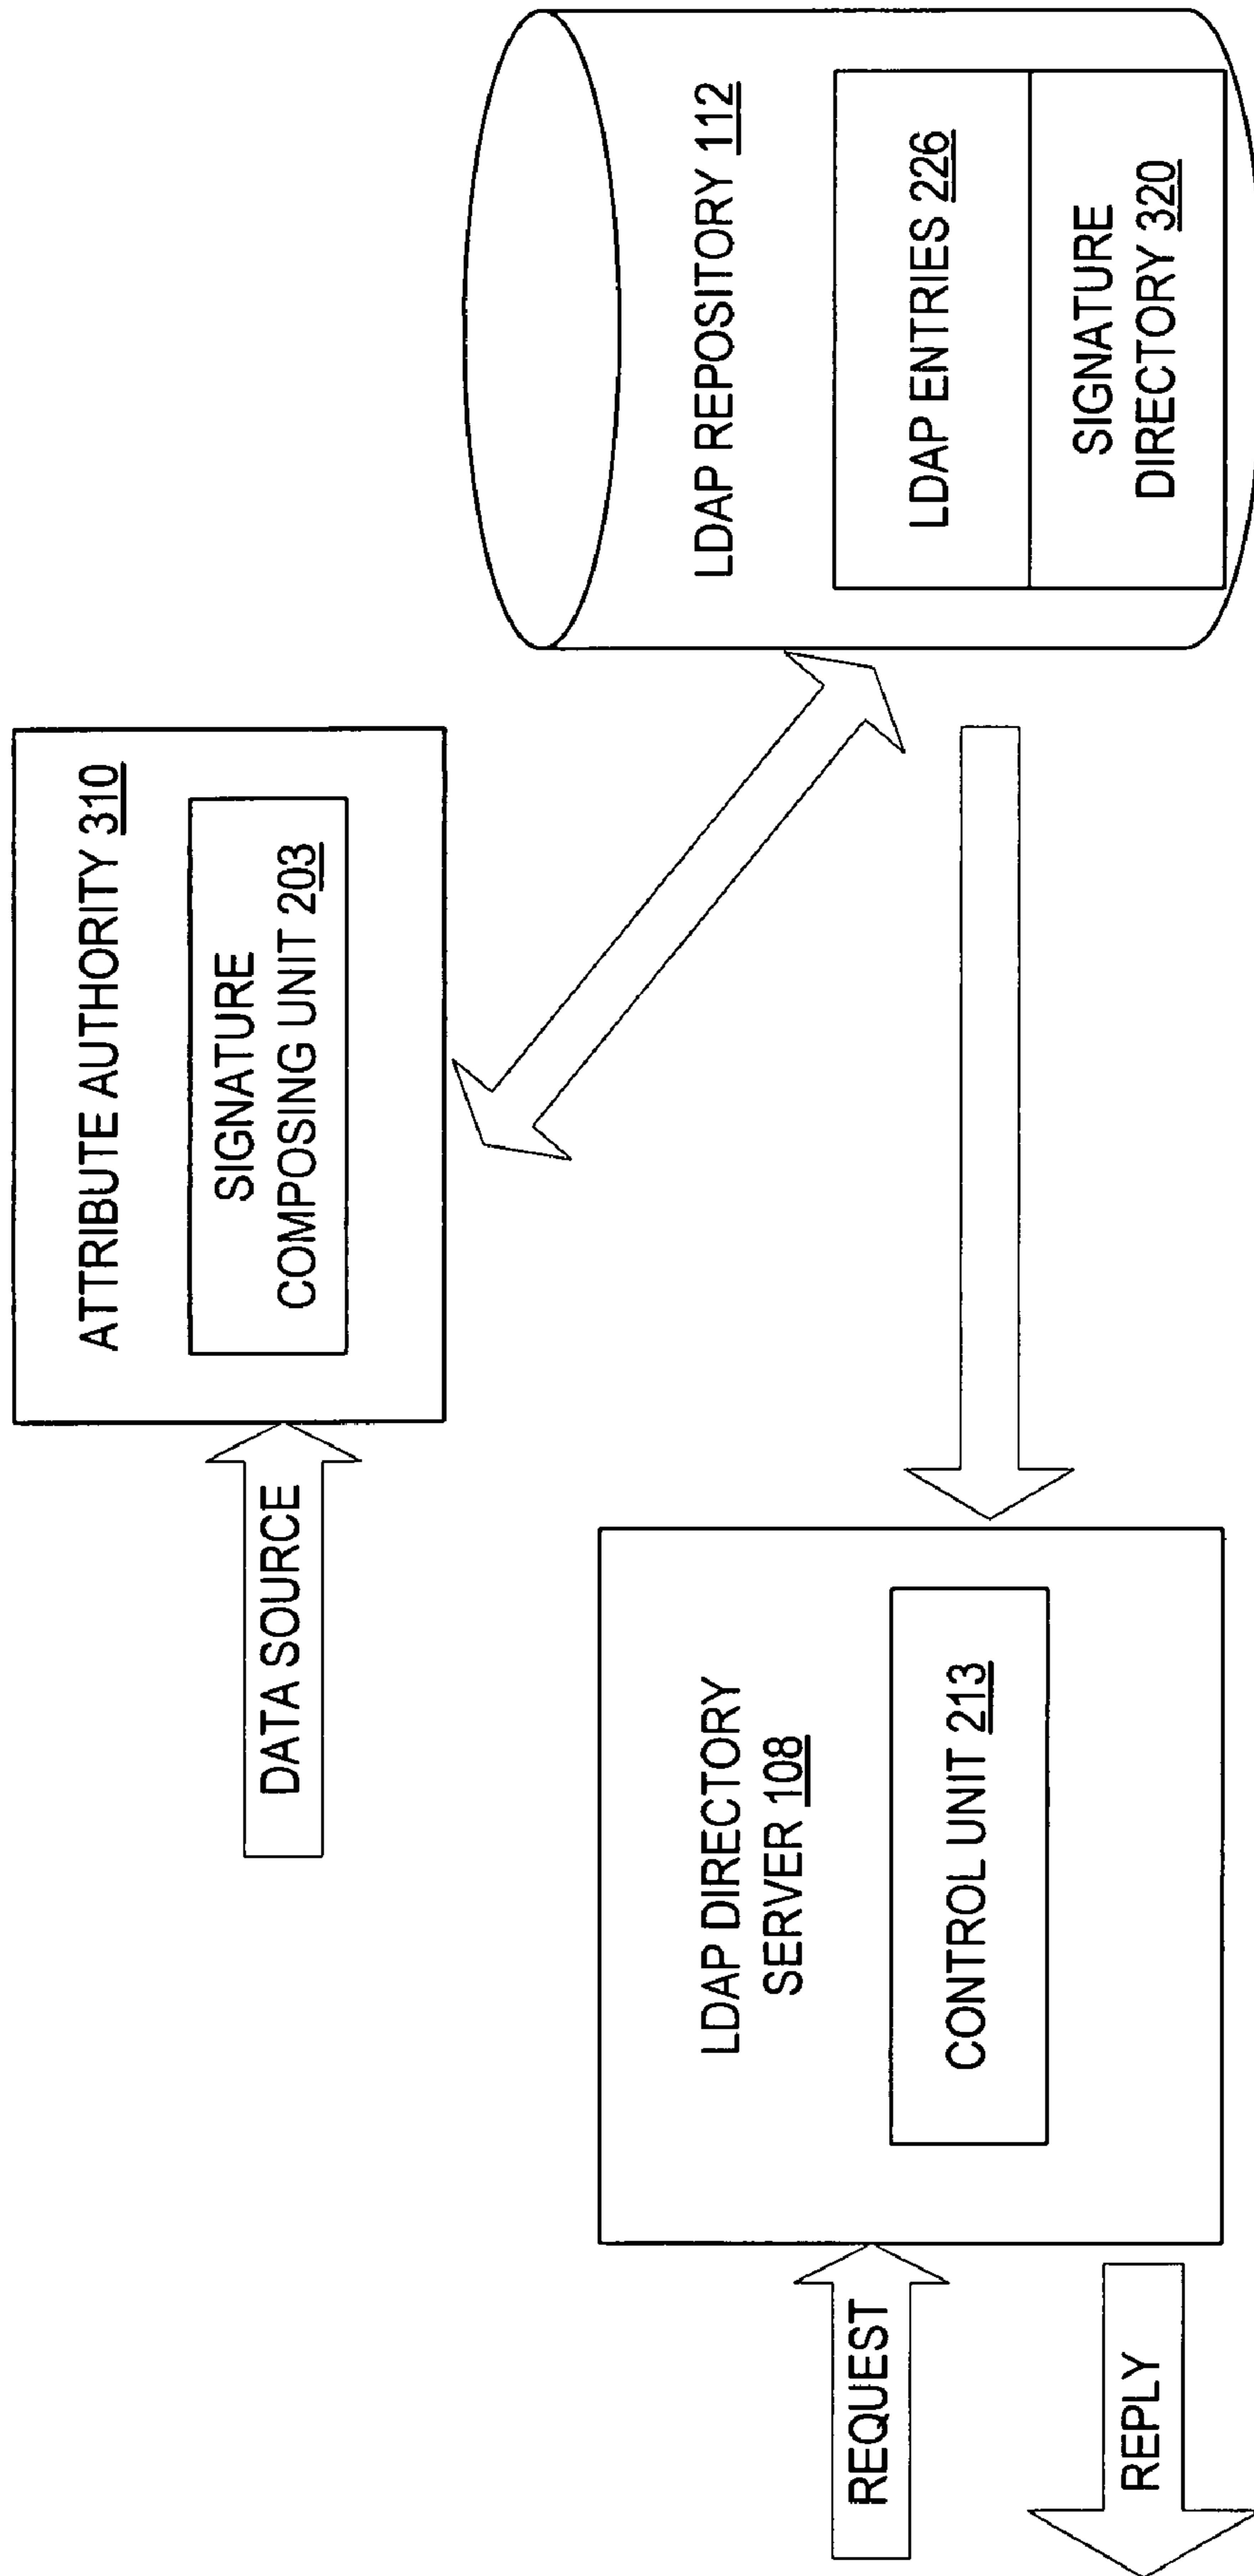 DATA SOURCE
ATTRIBUTE AUTHORITY 310
SIGNATURE
COMPOSING UNIT 203
LDAP REPOSITORY 112
LDAP ENTRIES 226
SIGNATURE
DIRECTORY 320
REQUEST
REPLY
LDAP DIRECTORY
SERVER 108
CONTROL UNIT 213